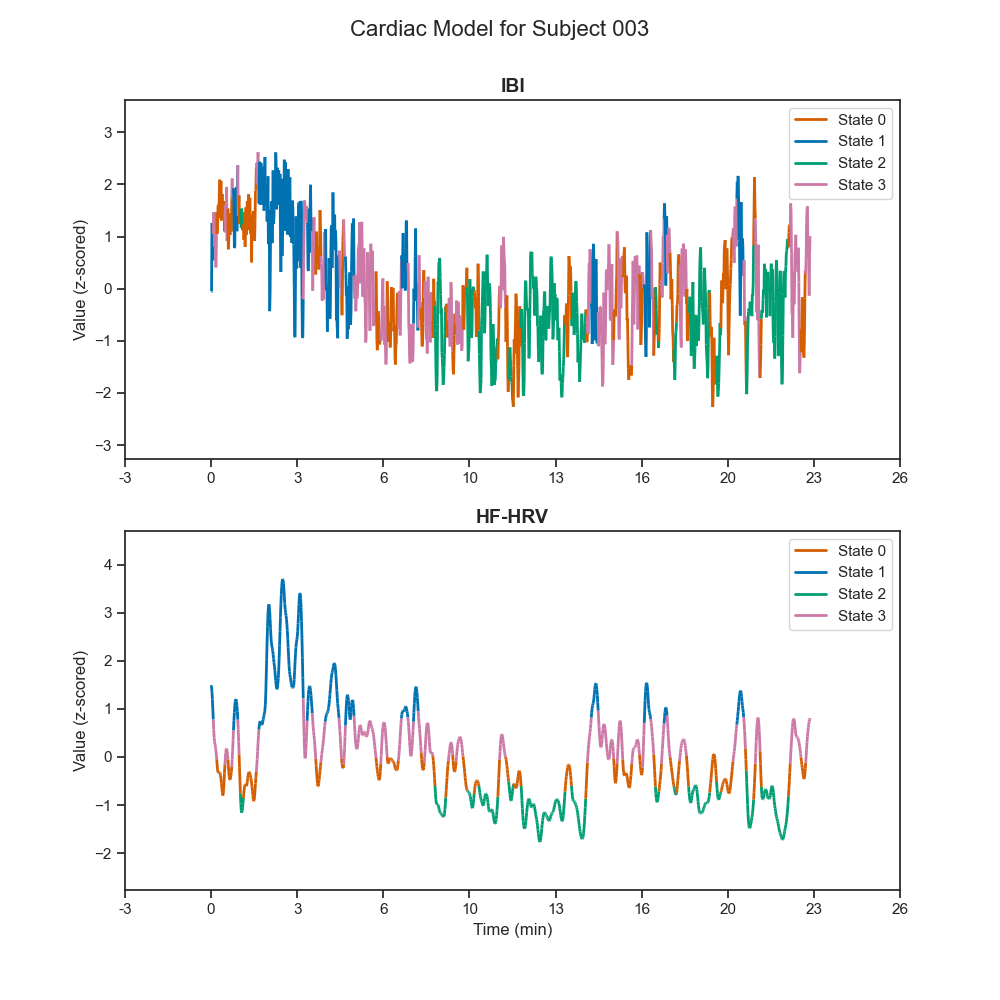 Cardiac Model for Subject 003
IBI
Value (z-scored)
3
2
1
0
−1
−2
−3
-3
0
3
6
10
13
16
20
23
26
State 0
State 1
State 2
State 3
HF-HRV
Value (z-scored)
4
3
2
1
0
−1
−2
-3
0
3
6
10
13
16
20
23
26
State 0
State 1
State 2
State 3
Time (min)